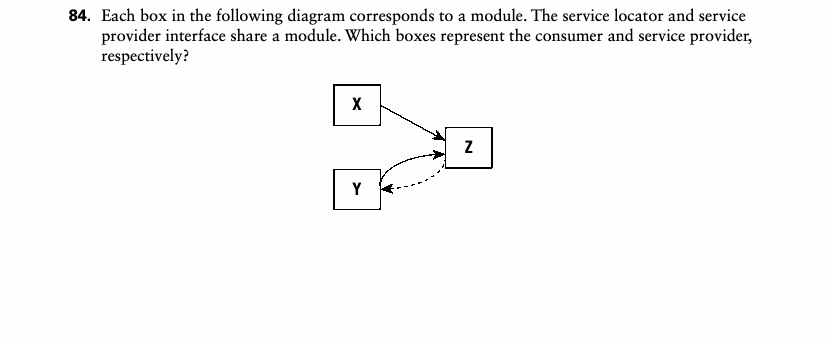 84. Each box in the following diagram corresponds to a module. The service locator and service
provider interface share a module. Which boxes represent the consumer and service provider,
respectively?
X
Z
Y